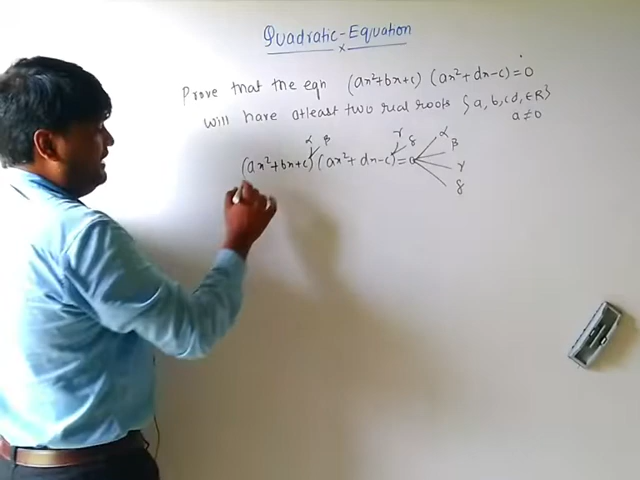 Quadratic-Equation
Prove that the eqn (ax²+bx+c) (ax²+dx-c)=0
will have atleast two real roots {a, b, c, d, ∈ R}
a≠0
α β γ δ
(ax²+bx+c) (ax²+dx-c)=0
α
β
γ
δ